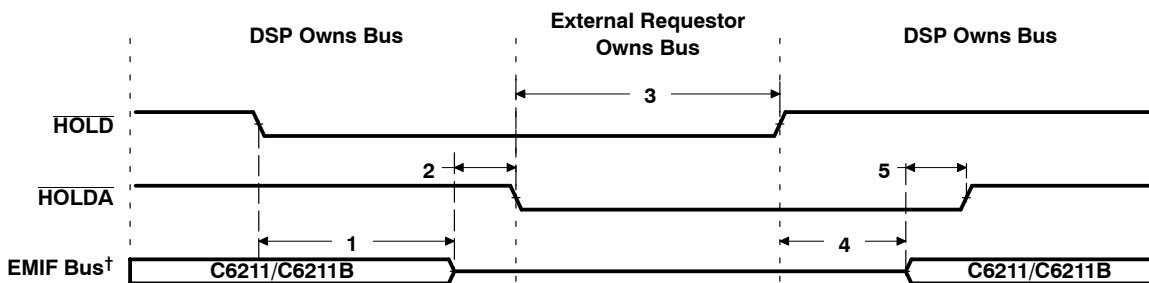 DSP Owns Bus
External Requestor
Owns Bus
DSP Owns Bus
3
HOLD
2
5
HOLDA
1
4
EMIF Bus†
C6211/C6211B
C6211/C6211B